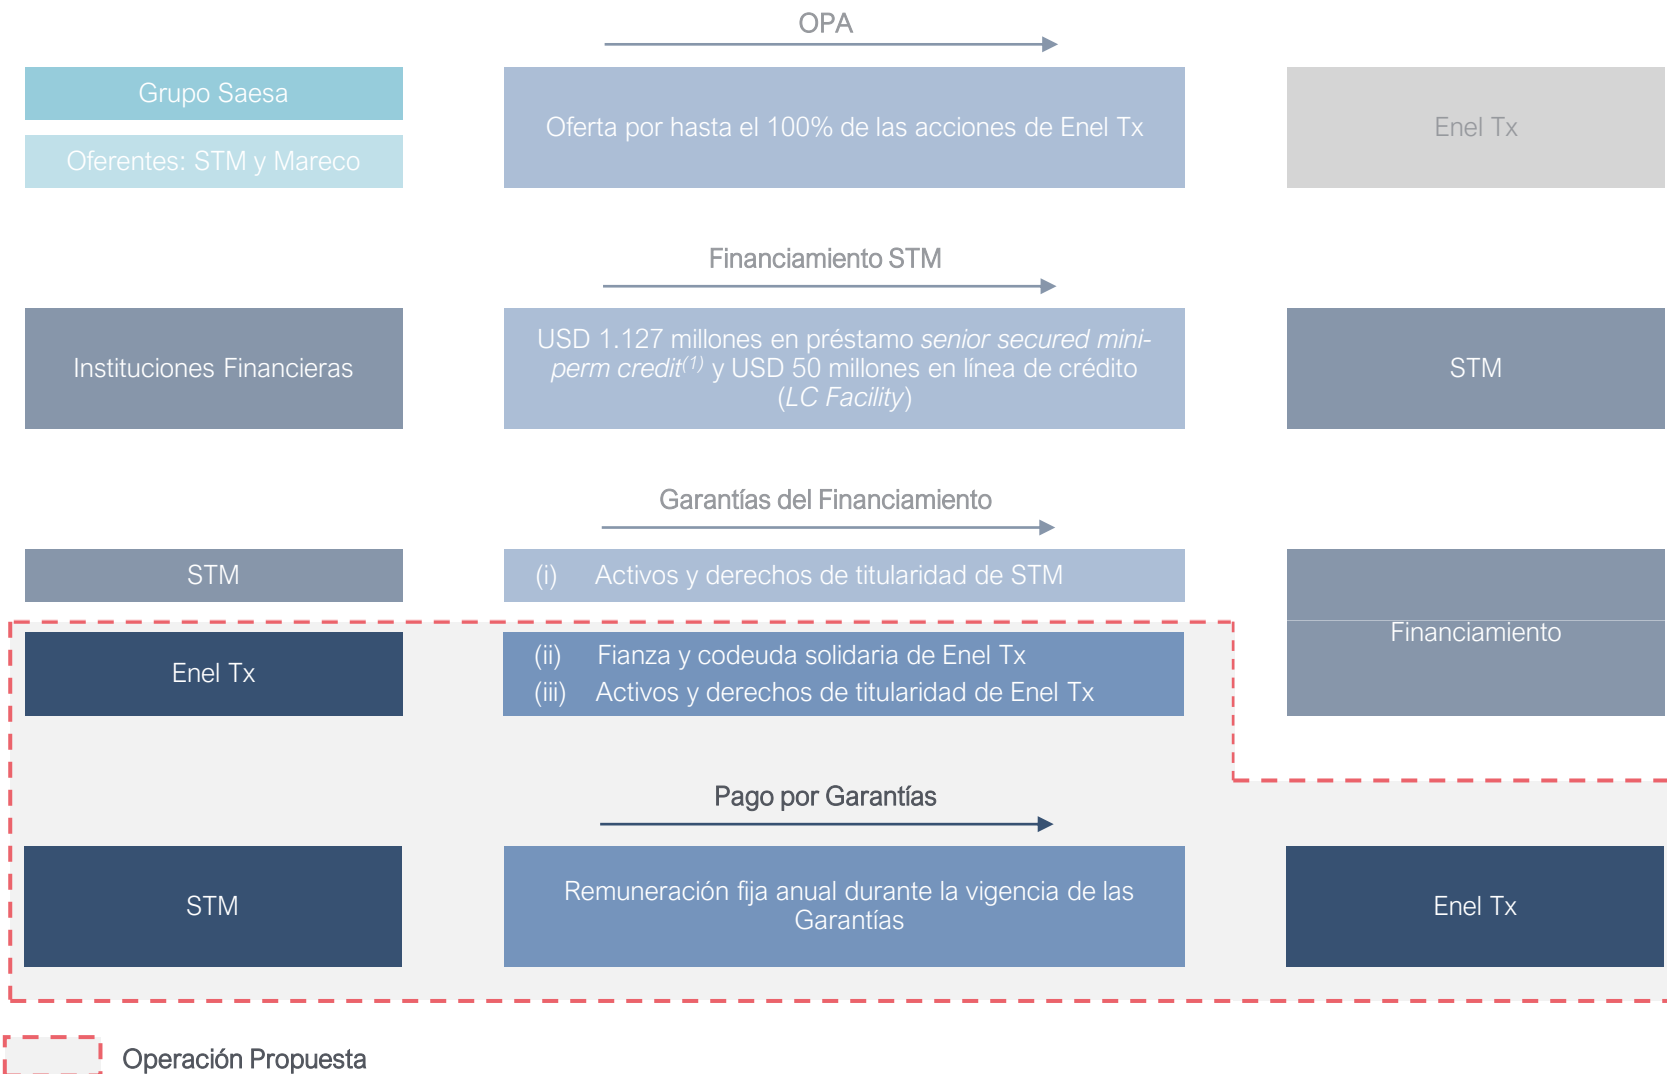 OPA
Grupo Saesa
Oferentes: STM y Mareco
Oferta por hasta el 100% de las acciones de Enel Tx
Enel Tx
Financiamiento STM
Instituciones Financieras
USD 1.127 millones en préstamo senior secured mini-
perm credit(1) y USD 50 millones en línea de crédito
(LC Facility)
STM
Garantías del Financiamiento
STM
(i) Activos y derechos de titularidad de STM
Financiamiento
Enel Tx
(ii) Fianza y codeuda solidaria de Enel Tx
(iii) Activos y derechos de titularidad de Enel Tx
Pago por Garantías
STM
Remuneración fija anual durante la vigencia de las
Garantías
Enel Tx
Operación Propuesta